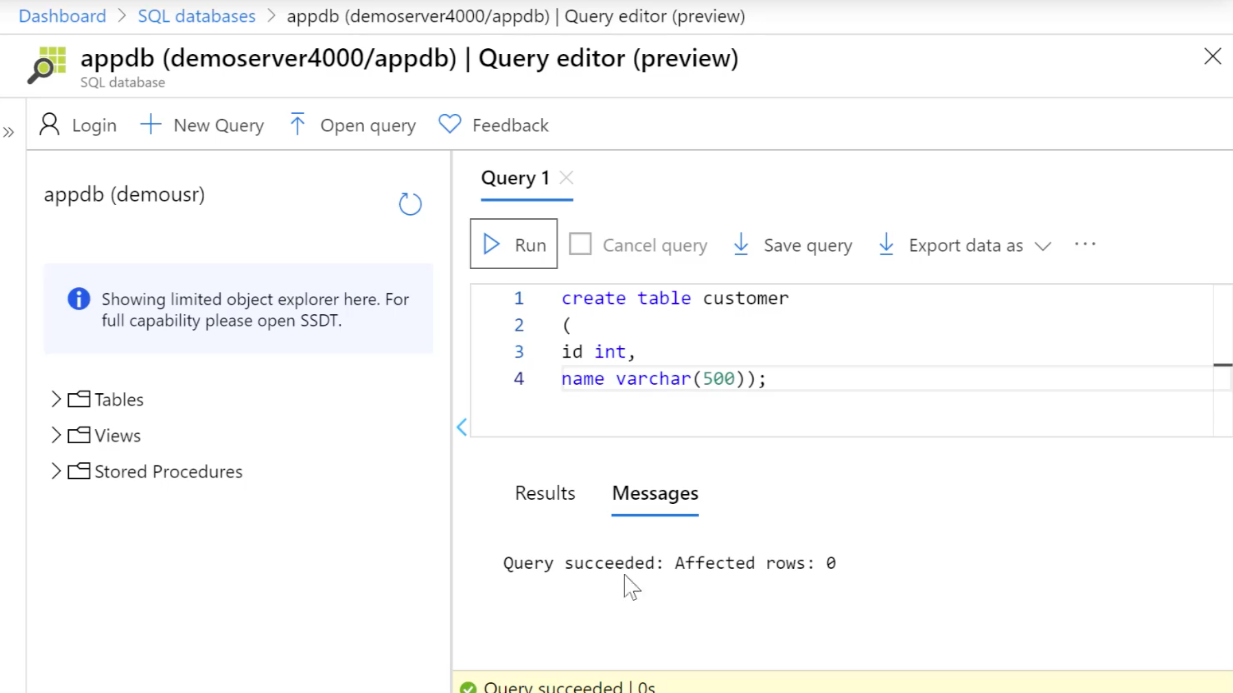 Dashboard > SQL databases > appdb (demoserver4000/appdb) | Query editor (preview)
appdb (demoserver4000/appdb) | Query editor (preview)
SQL database
Login New Query Open query Feedback
appdb (demousr)
Showing limited object explorer here. For
full capability please open SSDT.
Tables
Views
Stored Procedures
Query 1
Run Cancel query Save query Export data as ...
1 create table customer
2 (
3 id int,
4 name varchar(500));
Results Messages
Query succeeded: Affected rows: 0
Query succeeded | 0s